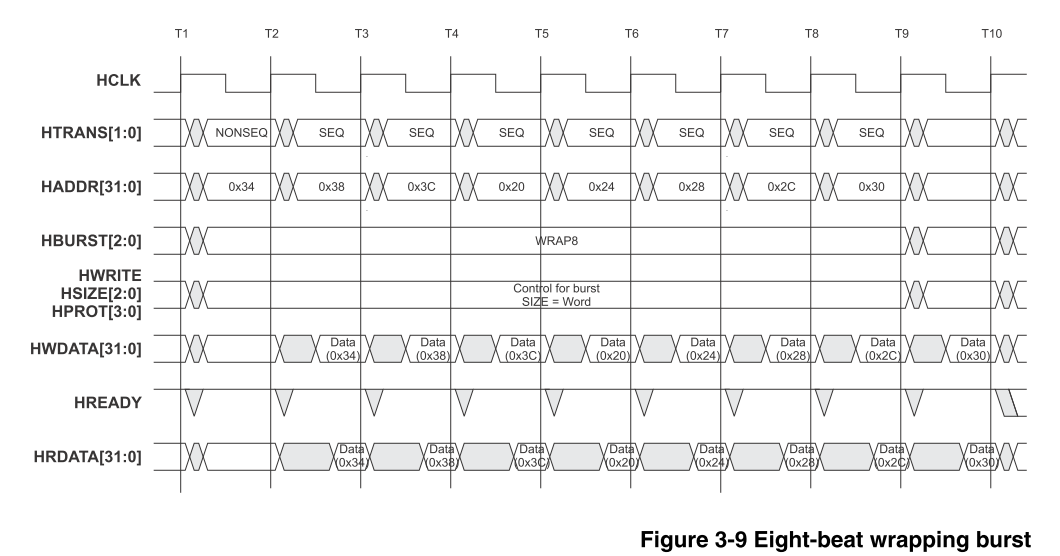 T1 T2 T3 T4 T5 T6 T7 T8 T9 T10
HCLK
HTRANS[1:0] NONSEQ SEQ SEQ SEQ SEQ SEQ SEQ SEQ
HADDR[31:0] 0x34 0x38 0x3C 0x20 0x24 0x28 0x2C 0x30
HBURST[2:0] WRAP8
HWRITE
HSIZE[2:0]
HPROT[3:0]
Control for burst
SIZE = Word
HWDATA[31:0]
Data Data Data Data Data Data Data Data
(0x34) (0x38) (0x3C) (0x20) (0x24) (0x28) (0x2C) (0x30)
HREADY
HRDATA[31:0]
Data Data Data Data Data Data Data Data
(0x34) (0x38) (0x3C) (0x20) (0x24) (0x28) (0x2C) (0x30)
Figure 3-9 Eight-beat wrapping burst